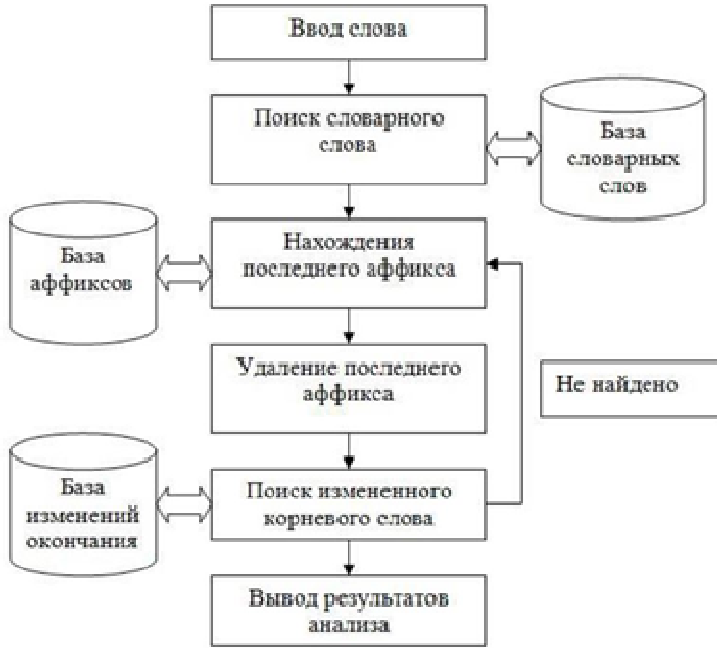 Ввод слова
Поиск словарного
слова
База
словарных
слов
Нахождения
последнего аффикса
База
аффиксов
Удаление последнего
аффикса
Не найдено
База
изменений
окончания
Поиск измененного
корневого слова
Вывод результатов
анализа